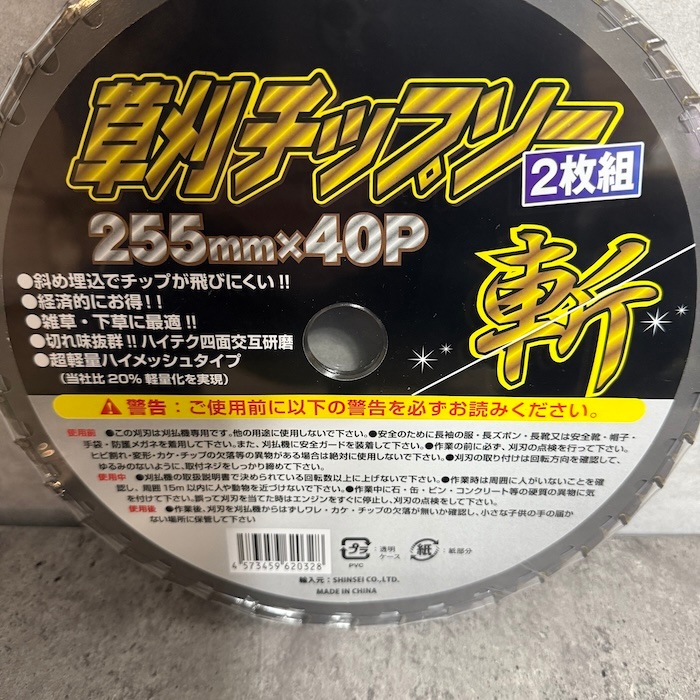 草刈チップソー
2枚組
255mm×40P
斬
●斜め埋込でチップが飛びにくい!!
●経済的にお得!!
●雑草・下草に最適!!
●切れ味抜群!!ハイテク四面交互研磨
●超軽量ハイメッシュタイプ
(当社比20%軽量化を実現)
警告：ご使用前に以下の警告を必ずお読みください。
使用前 ●この刈刃は刈払機専用です。他の用途に使用しないで下さい。●安全のために長袖の服・長ズボン・長靴又は安全靴・帽子・
手袋・防護メガネを着用して下さい。また、刈払機に安全ガードを装着して下さい。●作業の前に必ず、刈刃の点検を行って下さい。
ヒビ割れ・変形・カケ・チップの欠落等の異物がある場合は絶対に使用しないで下さい。●刈刃の取り付けは回転方向を確認して、
ゆるみのないように、取付ネジをしっかり締めて下さい。
使用中 ●刈払機の取扱説明書で決められている回転数以上に上げないで下さい。●作業時は周囲に人がいないことを確
認し、周囲15m以内に人や動物を近づけないで下さい。●作業中に石・缶・ビン・コンクリート等の硬質の異物に気
を付けて下さい。誤って刈刃を当てた時はエンジンをすぐに停止し、刈刃の点検をして下さい。
使用後 ●作業後、刈刃を刈払機からはずしワレ・カケ・チップの欠落が無いか確認し、小さな子供の手の届か
ない場所に保管して下さい
4573459620328
プラ
PVC
：透明
ケース
紙
：紙部分
輸入元：SHINSEI CO.,LTD.
MADE IN CHINA